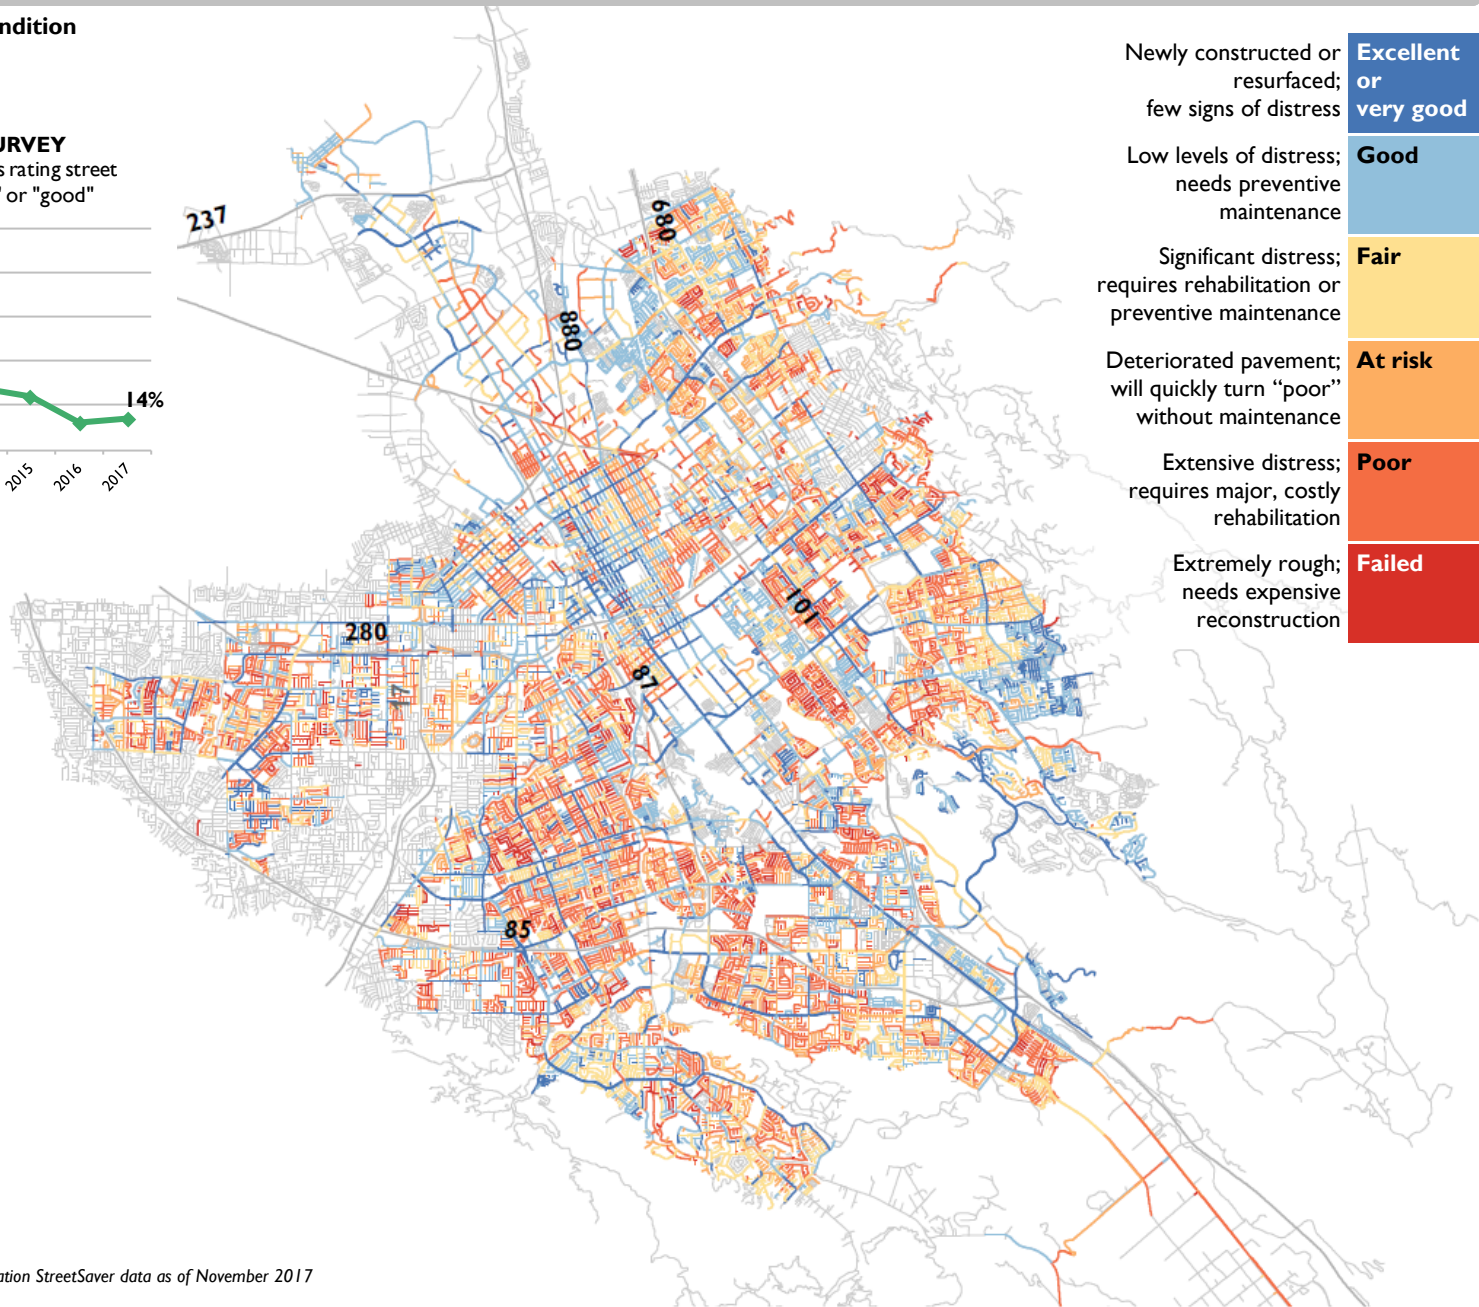 ndition
URVEY
s rating street
" or "good"
14%
2015
2016
2017
237
680
880
101
280
17
87
85
Newly constructed or
resurfaced;
few signs of distress
Excellent
or
very good
Low levels of distress;
needs preventive
maintenance
Good
Significant distress;
requires rehabilitation or
preventive maintenance
Fair
Deteriorated pavement;
will quickly turn “poor”
without maintenance
At risk
Extensive distress;
requires major, costly
rehabilitation
Poor
Extremely rough;
needs expensive
reconstruction
Failed
ation StreetSaver data as of November 2017